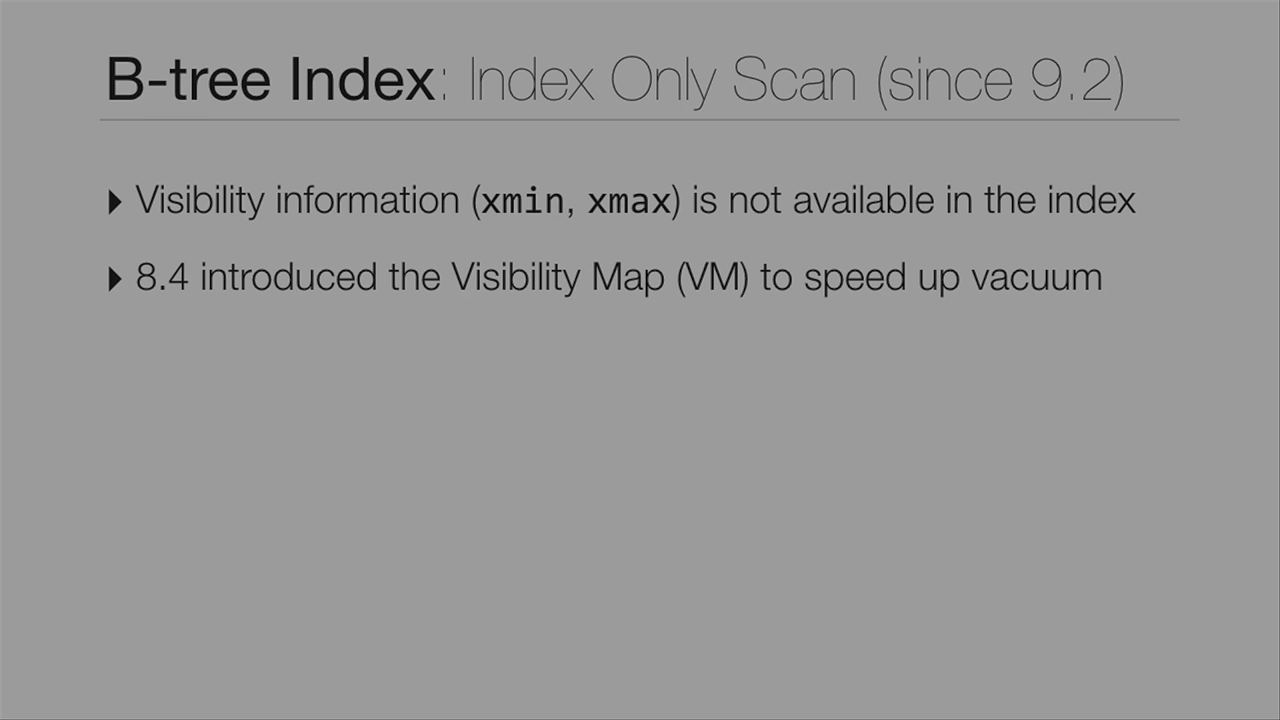 B-tree Index: Index Only Scan (since 9.2)
▸ Visibility information (xmin, xmax) is not available in the index
▸ 8.4 introduced the Visibility Map (VM) to speed up vacuum